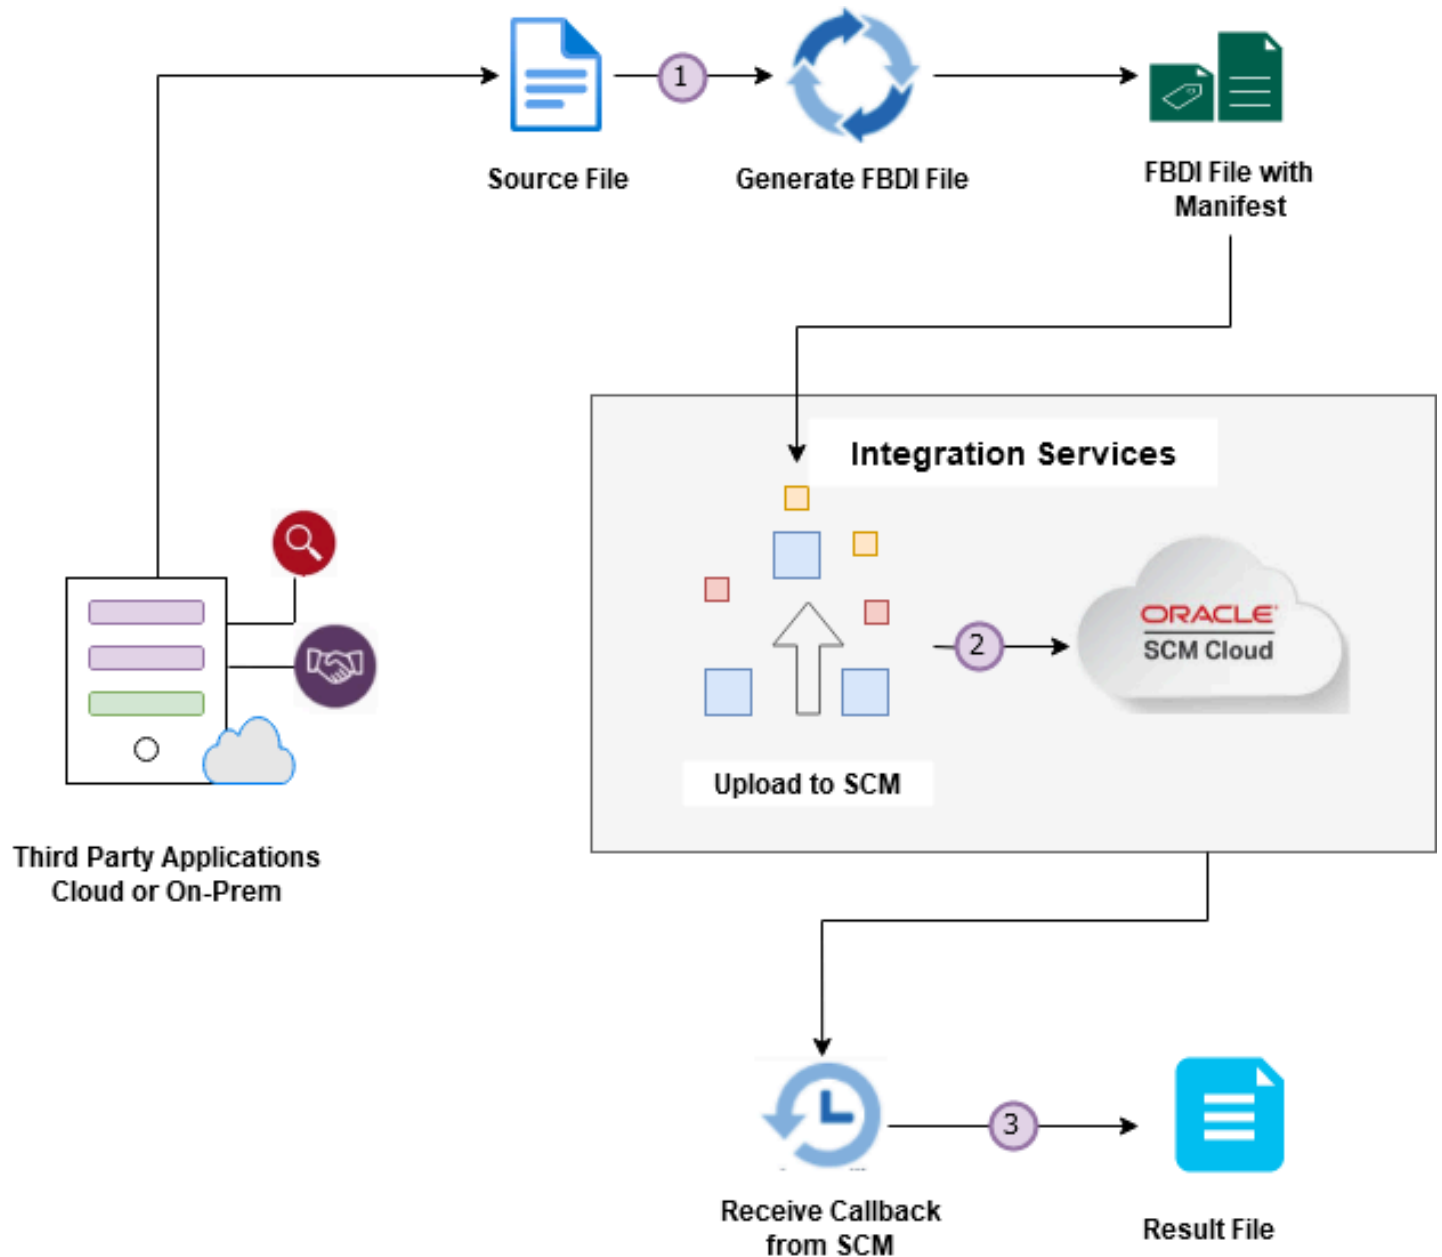 1
Source File
Generate FBDI File
FBDI File with
Manifest
Integration Services
ORACLE
SCM Cloud
2
Upload to SCM
Third Party Applications
Cloud or On-Prem
3
Receive Callback
from SCM
Result File